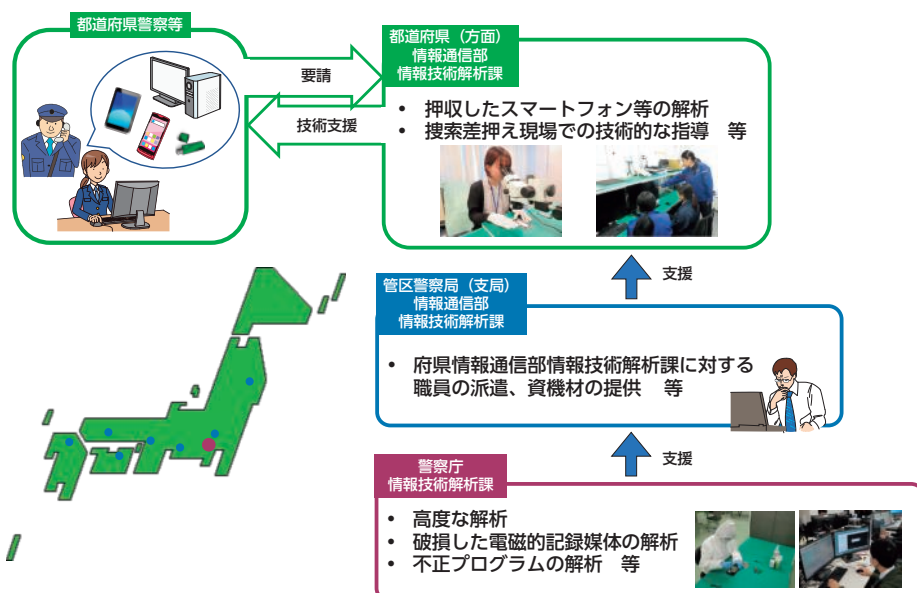 都道府県警察等
要請
技術支援
都道府県（方面）
情報通信部
情報技術解析課
• 押収したスマートフォン等の解析
• 捜索差押え現場での技術的な指導　等
支援
管区警察局（支局）
情報通信部
情報技術解析課
• 府県情報通信部情報技術解析課に対する
職員の派遣、資機材の提供　等
支援
警察庁
情報技術解析課
• 高度な解析
• 破損した電磁的記録媒体の解析
• 不正プログラムの解析　等